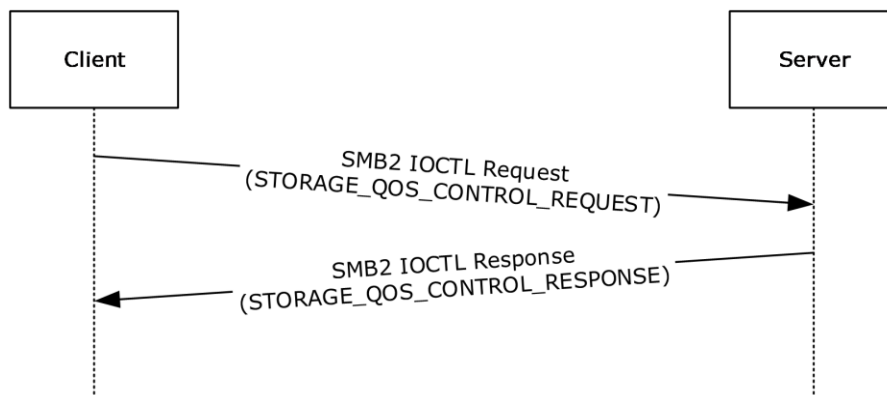 Client
Server
SMB2 IOCTL Request
(STORAGE_QOS_CONTROL_REQUEST)
SMB2 IOCTL Response
(STORAGE_QOS_CONTROL_RESPONSE)